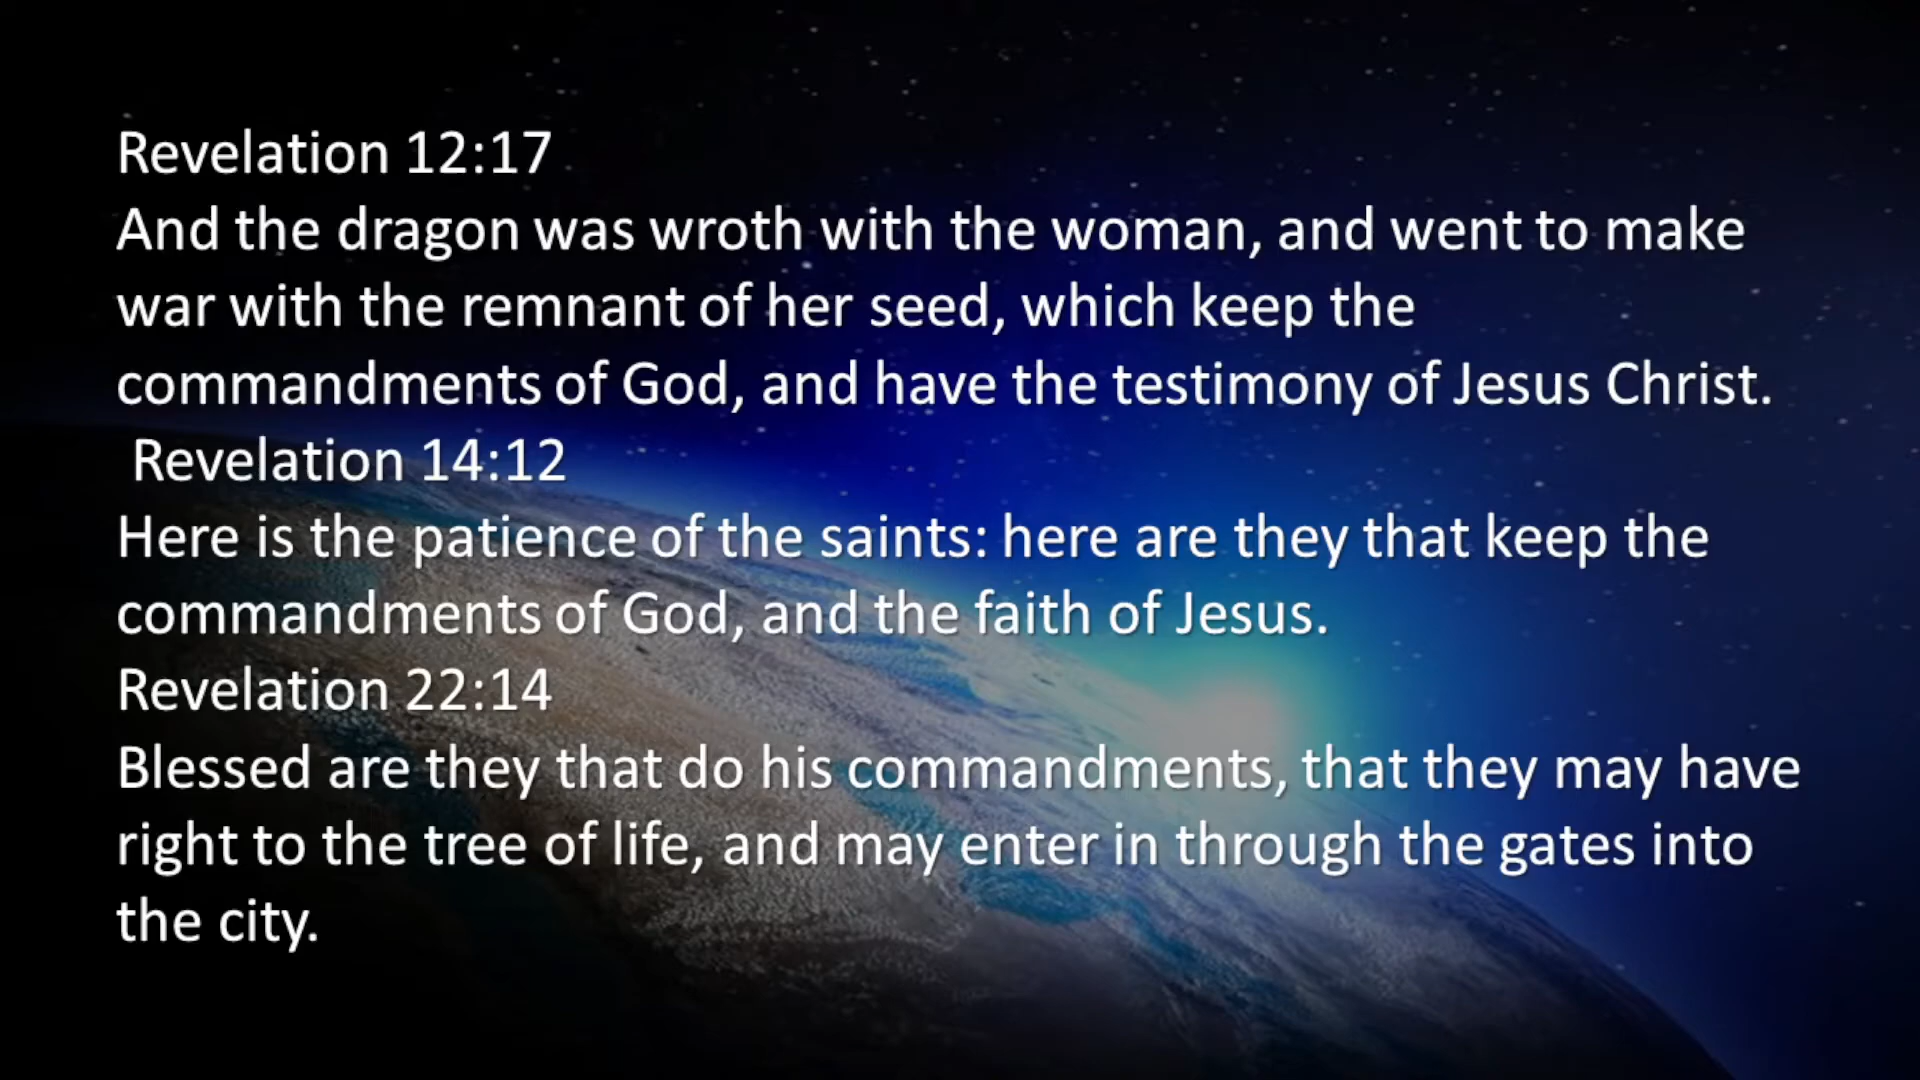 Revelation 12:17
And the dragon was wroth with the woman, and went to make
war with the remnant of her seed, which keep the
commandments of God, and have the testimony of Jesus Christ.
Revelation 14:12
Here is the patience of the saints: here are they that keep the
commandments of God, and the faith of Jesus.
Revelation 22:14
Blessed are they that do his commandments, that they may have
right to the tree of life, and may enter in through the gates into
the city.